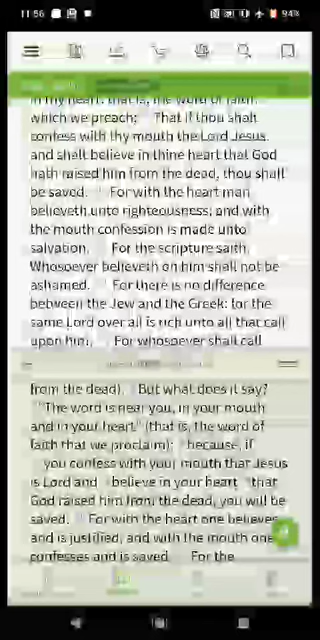 11:56
94%
in thy heart: that is, the word of faith,
which we preach; That if thou shalt
confess with thy mouth the Lord Jesus,
and shalt believe in thine heart that God
hath raised him from the dead, thou shalt
be saved. For with the heart man
believeth unto righteousness; and with
the mouth confession is made unto
salvation. For the scripture saith,
Whosoever believeth on him shall not be
ashamed. For there is no difference
between the Jew and the Greek: for the
same Lord over all is rich unto all that call
upon him. For whosoever shall call
from the dead). But what does it say?
"The word is near you, in your mouth
and in your heart" (that is, the word of
faith that we proclaim); because, if
you confess with your mouth that Jesus
is Lord and believe in your heart that
God raised him from the dead, you will be
saved. For with the heart one believes
and is justified, and with the mouth one
confesses and is saved. For the